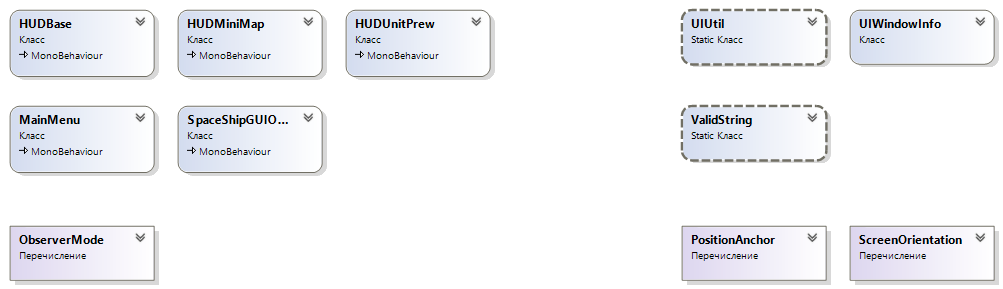 HUDBase
Класс
MonoBehaviour
HUDMiniMap
Класс
MonoBehaviour
HUDUnitPrew
Класс
MonoBehaviour
UIUtil
Static Класс
UIWindowInfo
Класс
MainMenu
Класс
MonoBehaviour
SpaceShipGUIO...
Класс
MonoBehaviour
ValidString
Static Класс
ObserverMode
Перечисление
PositionAnchor
Перечисление
ScreenOrientation
Перечисление